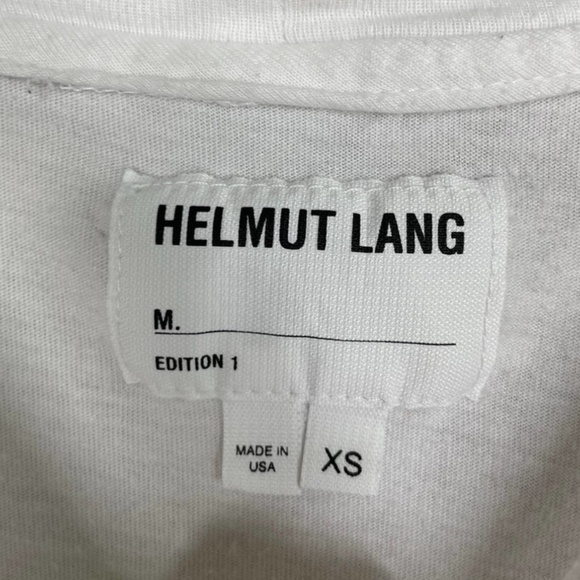 HELMUT LANG
M.
EDITION 1
MADE IN
USA
XS